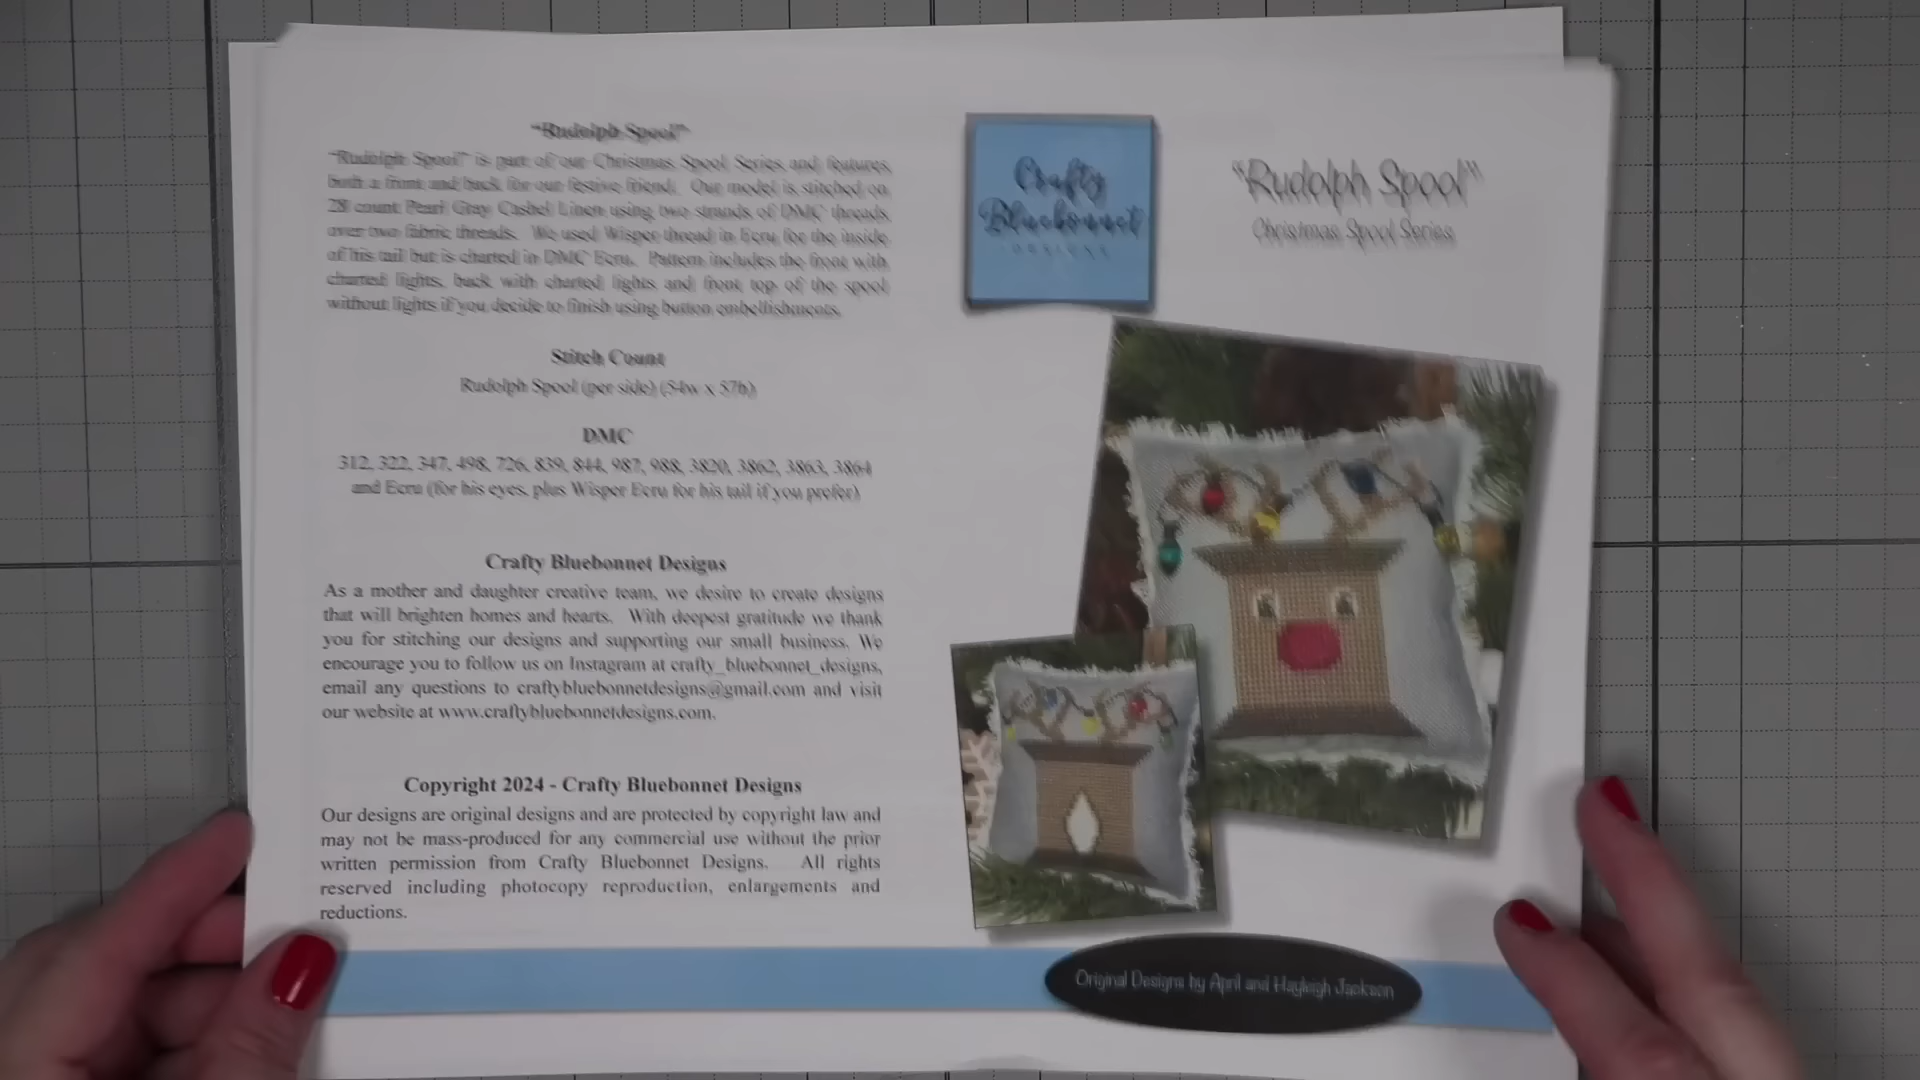 “Rudolph Spool”
“Rudolph Spool” is part of our Christmas Spool Series and features
both a front and back for our festive friend.  Our model is stitched on
28 count Pearl Gray Cashel Linen using two strands of DMC threads
over two fabric threads.  We used Wisper thread in Ecru for the inside
of his tail but is charted in DMC Ecru.  Pattern includes the front with
charted lights, back with charted lights and front top of the spool
without lights if you decide to finish using button embellishments.
Stitch Count
Rudolph Spool (per side) (54w x 57h)
DMC
312, 322, 347, 498, 726, 839, 844, 987, 988, 3820, 3862, 3863, 3864
and Ecru (for his eyes, plus Wisper Ecru for his tail if you prefer)
Crafty Bluebonnet Designs
As a mother and daughter creative team, we desire to create designs
that will brighten homes and hearts.  With deepest gratitude we thank
you for stitching our designs and supporting our small business. We
encourage you to follow us on Instagram at crafty_bluebonnet_designs,
email any questions to craftybluebonnetdesigns@gmail.com and visit
our website at www.craftybluebonnetdesigns.com.
Copyright 2024 - Crafty Bluebonnet Designs
Our designs are original designs and are protected by copyright law and
may not be mass-produced for any commercial use without the prior
written permission from Crafty Bluebonnet Designs.  All rights
reserved including photocopy reproduction, enlargements and
reductions.
Crafty
Bluebonnet
DESIGNS
“Rudolph Spool”
Christmas Spool Series
Original Designs by April and Hayleigh Jackson